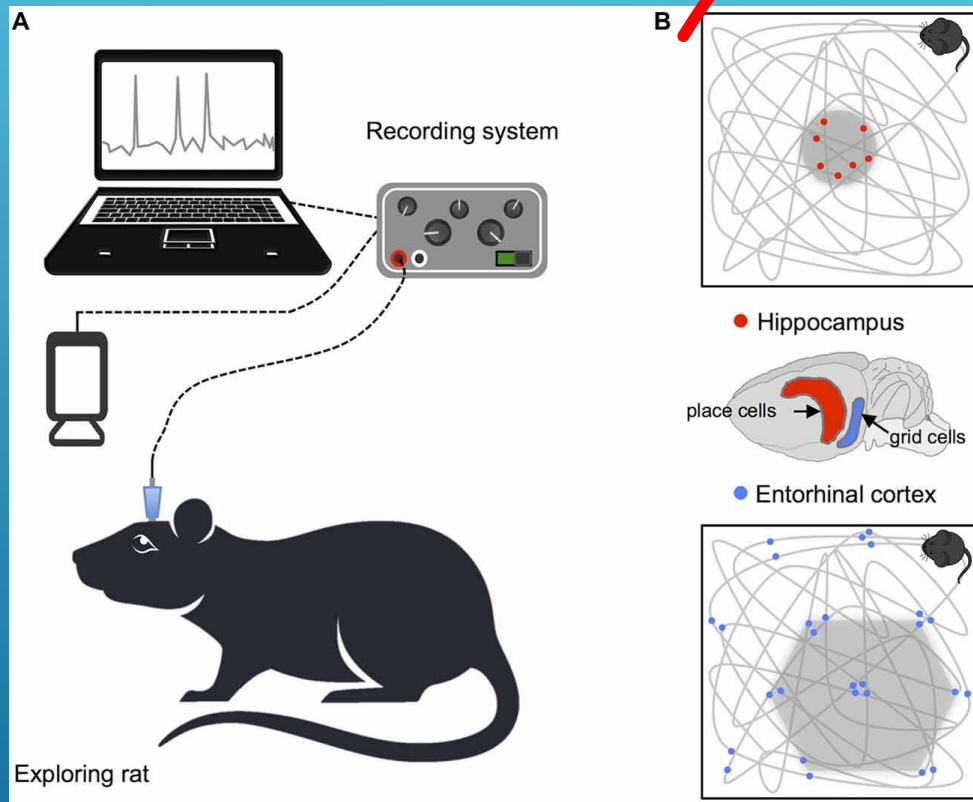 A
Recording system
Exploring rat
B
Hippocampus
place cells
grid cells
Entorhinal cortex